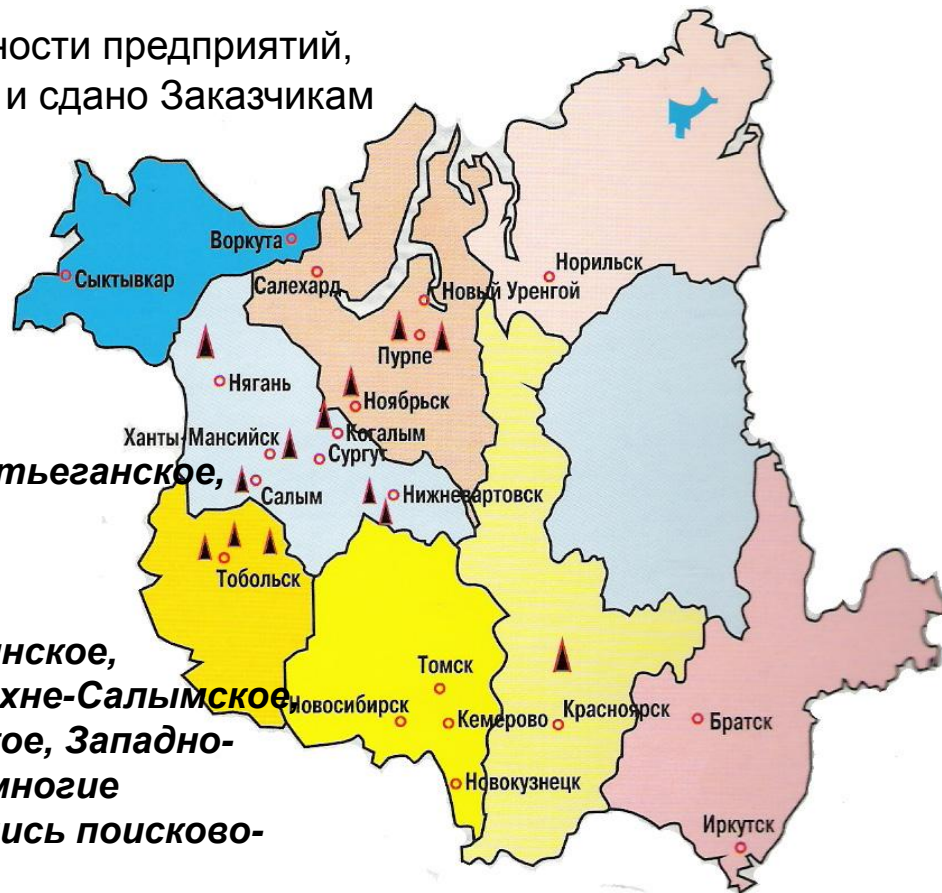 ности предприятий,
и сдано Заказчикам
Воркута
Сыктывкар
Салехард
Норильск
Новый Уренгой
Пурпе
Нягань
Ноябрьск
Ханты-Мансийск
Когалым
Сургут
тьеганское,
Салым
Нижневартовск
Тобольск
нское,
Томск
хне-Салымское,
Новосибирск
Кемерово
Красноярск
Братск
ое, Западно-
многие
Новокузнецк
ись поисково-
Иркутск